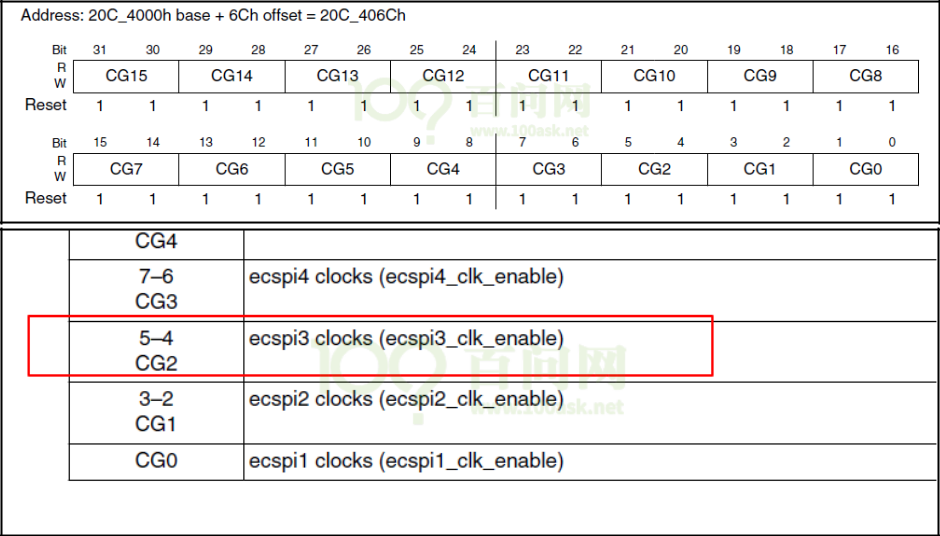 Address: 20C_4000h base + 6Ch offset = 20C_406Ch
Bit 31 30 29 28 27 26 25 24 23 22 21 20 19 18 17 16
R
W
CG15 CG14 CG13 CG12 CG11 CG10 CG9 CG8
Reset 1 1 1 1 1 1 1 1 1 1 1 1 1 1 1 1
Bit 15 14 13 12 11 10 9 8 7 6 5 4 3 2 1 0
R
W
CG7 CG6 CG5 CG4 CG3 CG2 CG1 CG0
Reset 1 1 1 1 1 1 1 1 1 1 1 1 1 1 1 1
100? 百问网
www.100ask.net
CG4
7–6
CG3
ecspi4 clocks (ecspi4_clk_enable)
5–4
CG2
ecspi3 clocks (ecspi3_clk_enable)
100? 百问网
www.100ask.net
3–2
CG1
ecspi2 clocks (ecspi2_clk_enable)
CG0
ecspi1 clocks (ecspi1_clk_enable)